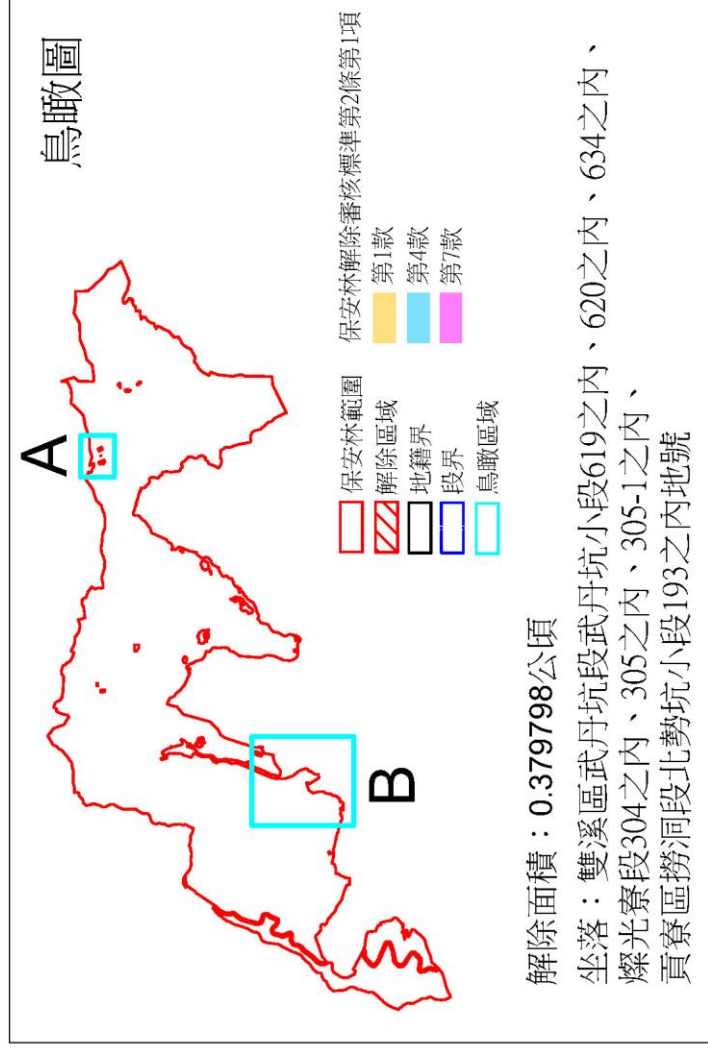 鳥瞰圖
A
B
保安林範圍
解除區域
地籍界
段界
鳥瞰區域
保安林解除審核標準第2條第1項
第1款
第4款
第7款
解除面積：0.379798公頃
坐落：雙溪區武丹坑段武丹坑小段619之內、620之內、634之內、
燦光寮段304之內、305之內、305-1之內、
貢寮區撈洞段北勢坑小段193之內地號